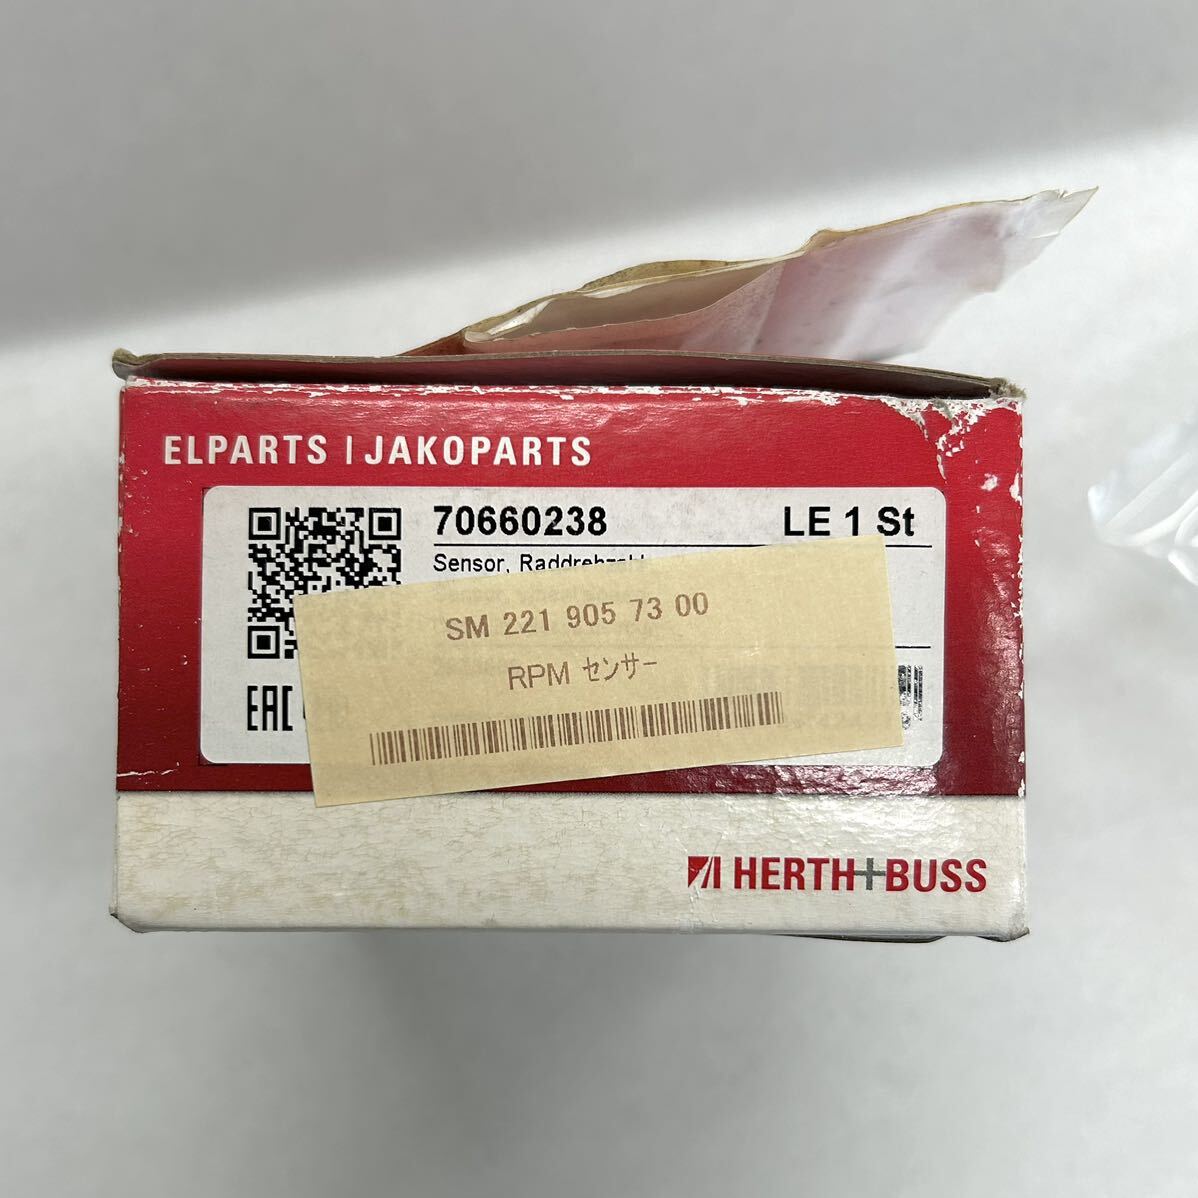 ELPARTS | JAKOPARTS
70660238 LE 1 St
Sensor, Raddrehzahl
SM 221 905 73 00
RPM センサー
EAC
HERTH+BUSS